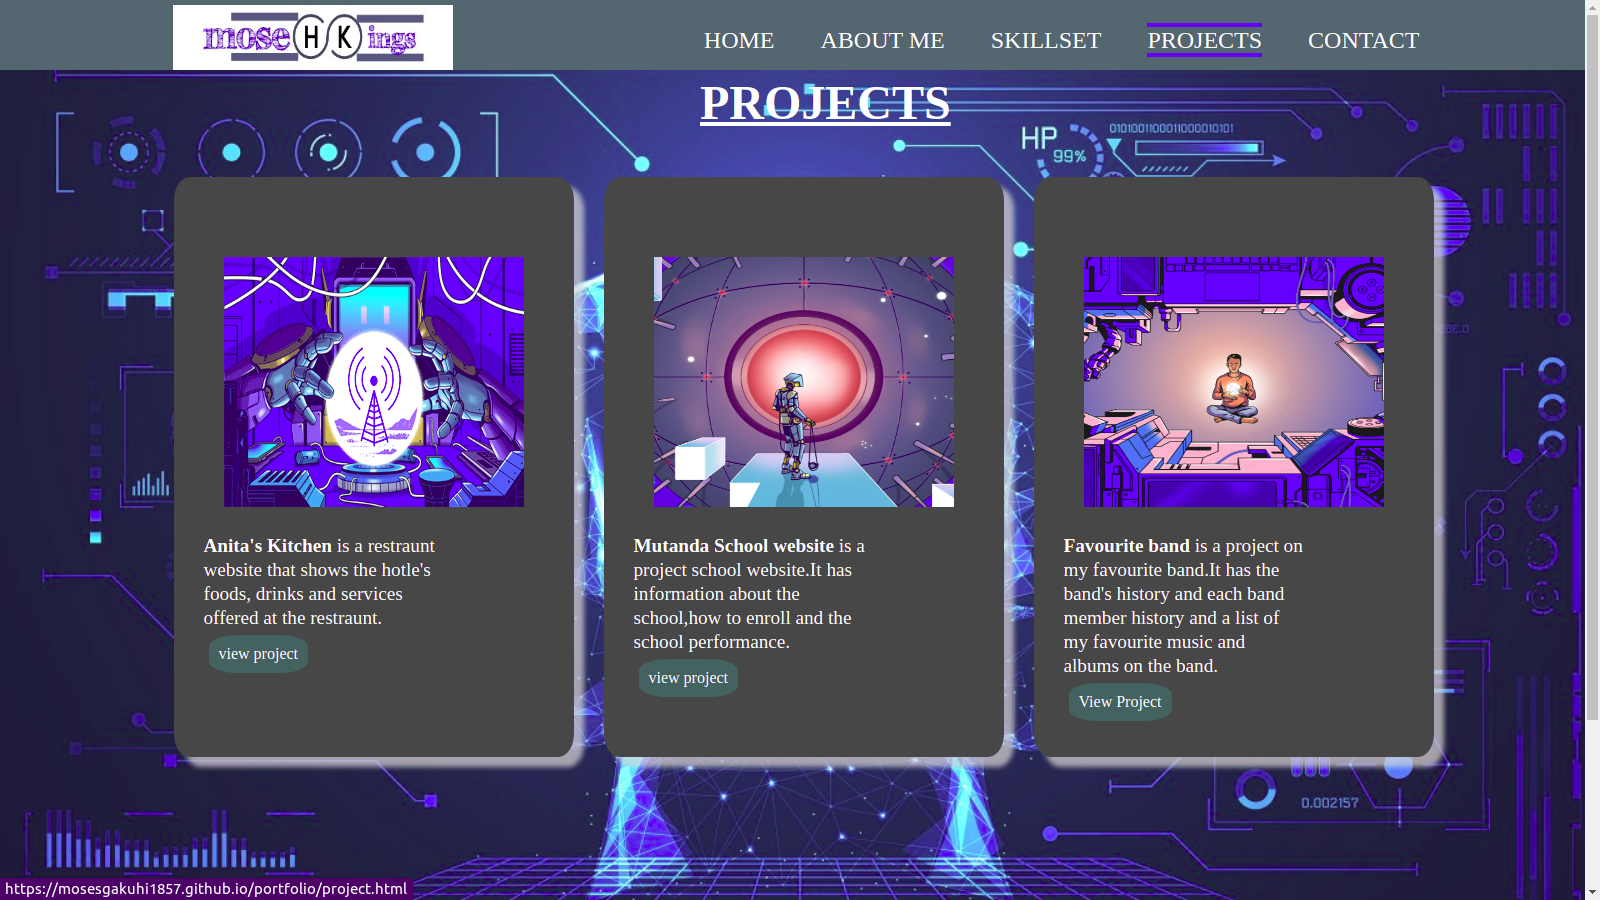 mose H K ings
HOME ABOUT ME SKILLSET PROJECTS CONTACT
PROJECTS
HP
99%
0101001100011000010101
Anita's Kitchen is a restraunt
website that shows the hotle's
foods, drinks and services
offered at the restraunt.
view project
Mutanda School website is a
project school website.It has
information about the
school,how to enroll and the
school performance.
view project
Favourite band is a project on
my favourite band.It has the
band's history and each band
member history and a list of
my favourite music and
albums on the band.
View Project
0.002157
https://mosesgakuhi1857.github.io/portfolio/project.html